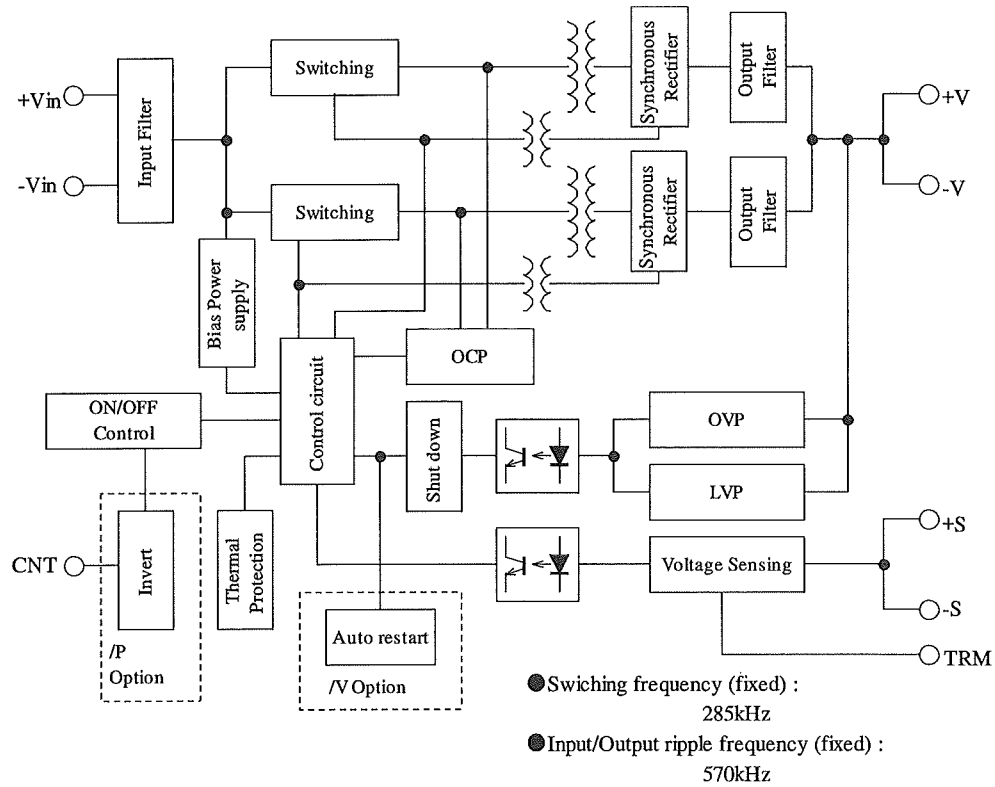 +Vin
-Vin
Input Filter
Switching
Synchronous
Rectifier
Output
Filter
+V
-V
Switching
Synchronous
Rectifier
Output
Filter
Bias Power
supply
OCP
Control circuit
ON/OFF
Control
Shut down
OVP
LVP
CNT
Invert
/P
Option
Thermal
Protection
Auto restart
/V Option
Voltage Sensing
+S
-S
TRM
Swiching frequency (fixed) :
285kHz
Input/Output ripple frequency (fixed) :
570kHz